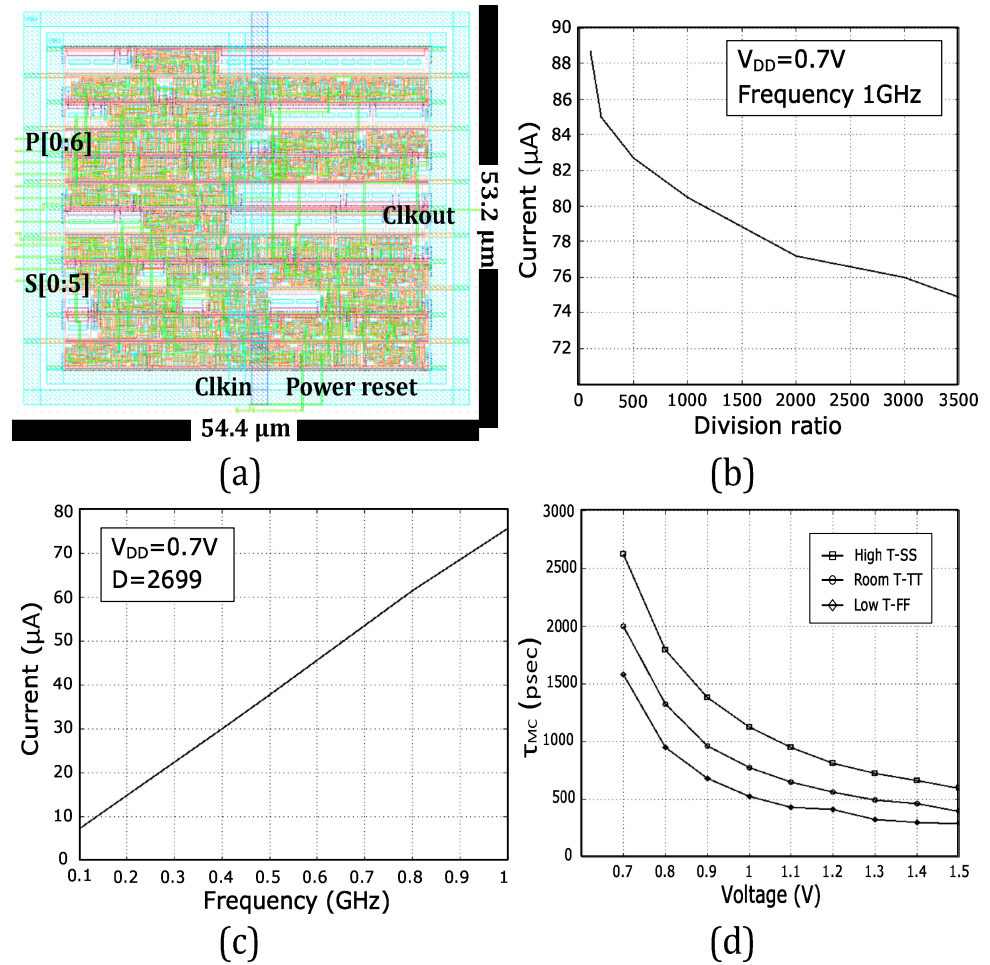 P[0:6]
Clkout
S[0:5]
Clkin Power reset
53.2 µm
54.4 µm
(a)
90
88
86
84
82
80
78
76
74
72
Current (µA)
V_DD=0.7V
Frequency 1GHz
0 500 1000 1500 2000 2500 3000 3500
Division ratio
(b)
80
70
60
50
40
30
20
10
0
Current (µA)
V_DD=0.7V
D=2699
0.1 0.2 0.3 0.4 0.5 0.6 0.7 0.8 0.9 1
Frequency (GHz)
(c)
3000
2500
2000
1500
1000
500
0
τ_MC (psec)
High T-SS
Room T-TT
Low T-FF
0.7 0.8 0.9 1 1.1 1.2 1.3 1.4 1.5
Voltage (V)
(d)